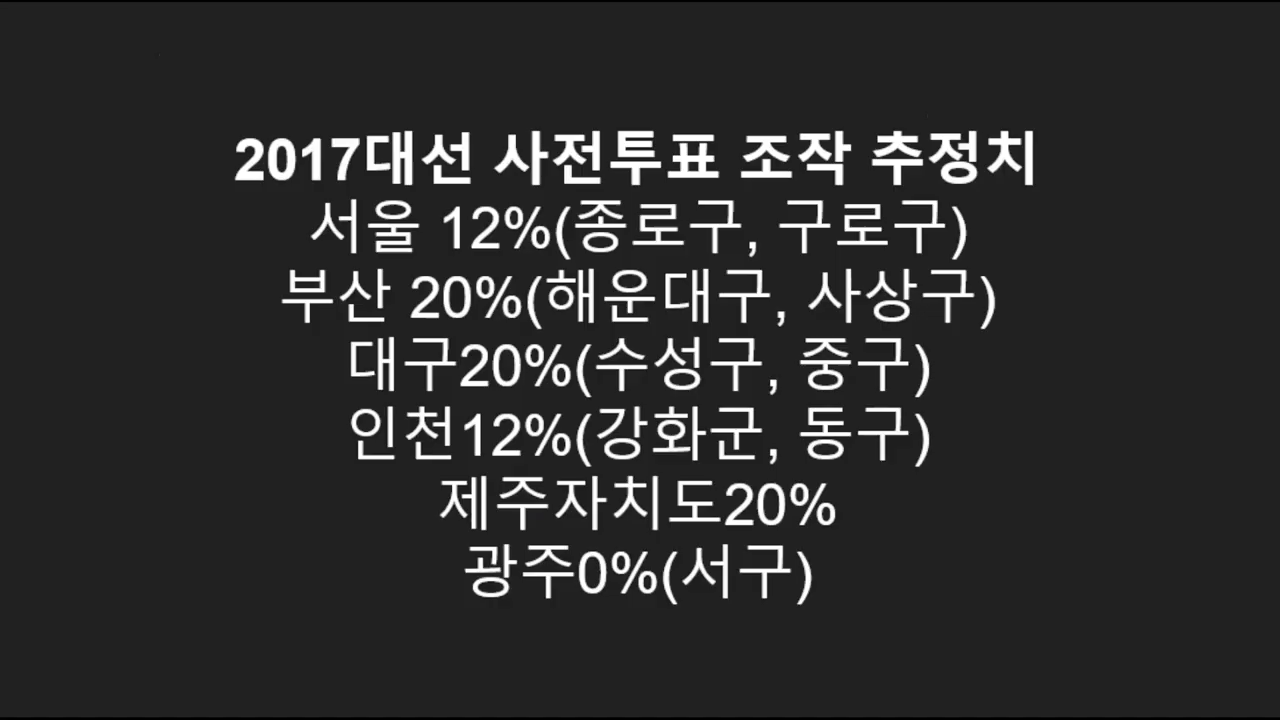 2017대선 사전투표 조작 추정치
서울 12%(종로구, 구로구)
부산 20%(해운대구, 사상구)
대구20%(수성구, 중구)
인천12%(강화군, 동구)
제주자치도20%
광주0%(서구)